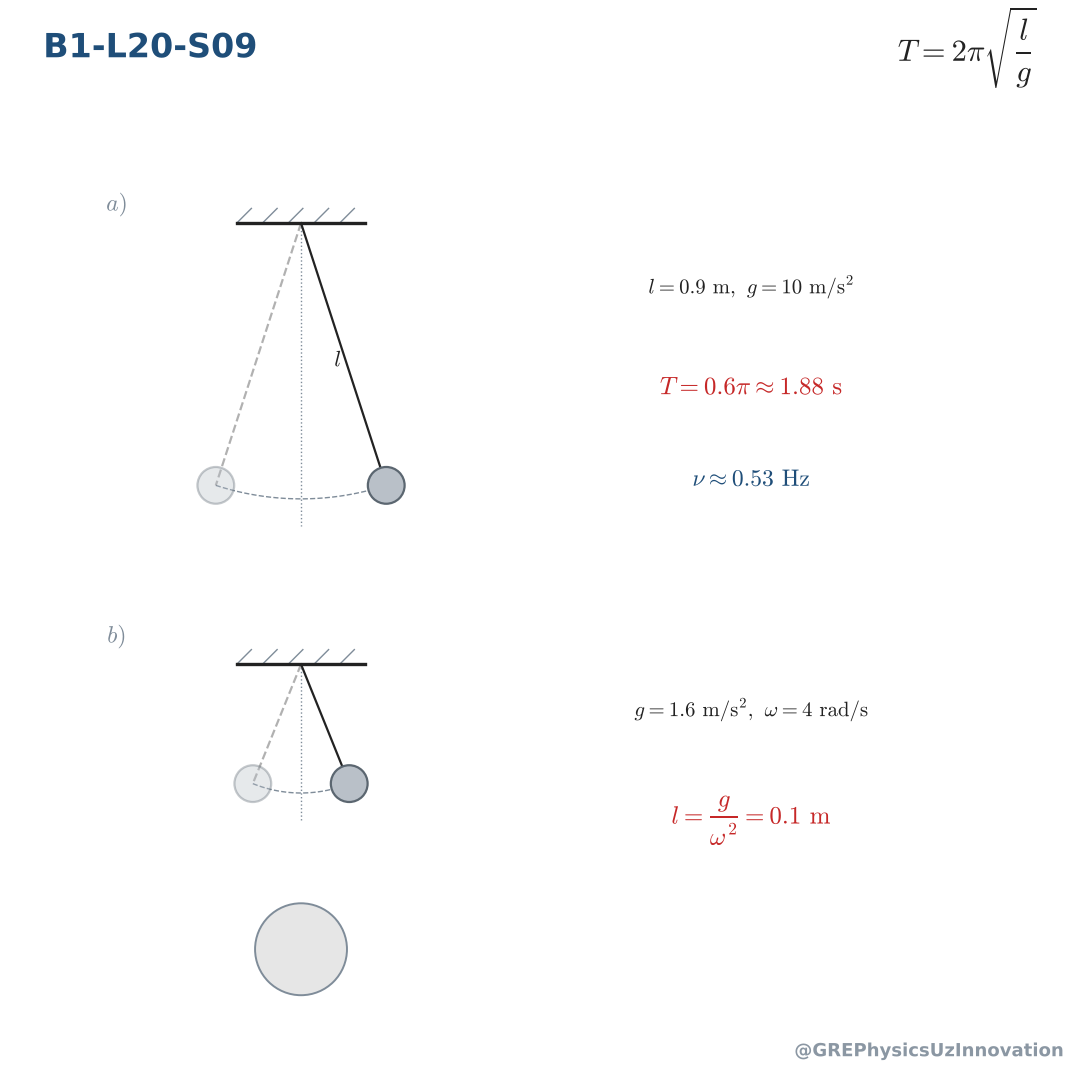 B1-L20-S09
T = 2π√(l/g)
a)
l
l = 0.9 m, g = 10 m/s²
T = 0.6π ≈ 1.88 s
ν ≈ 0.53 Hz
b)
g = 1.6 m/s², ω = 4 rad/s
l = g/ω² = 0.1 m
@GREPhysicsUzInnovation